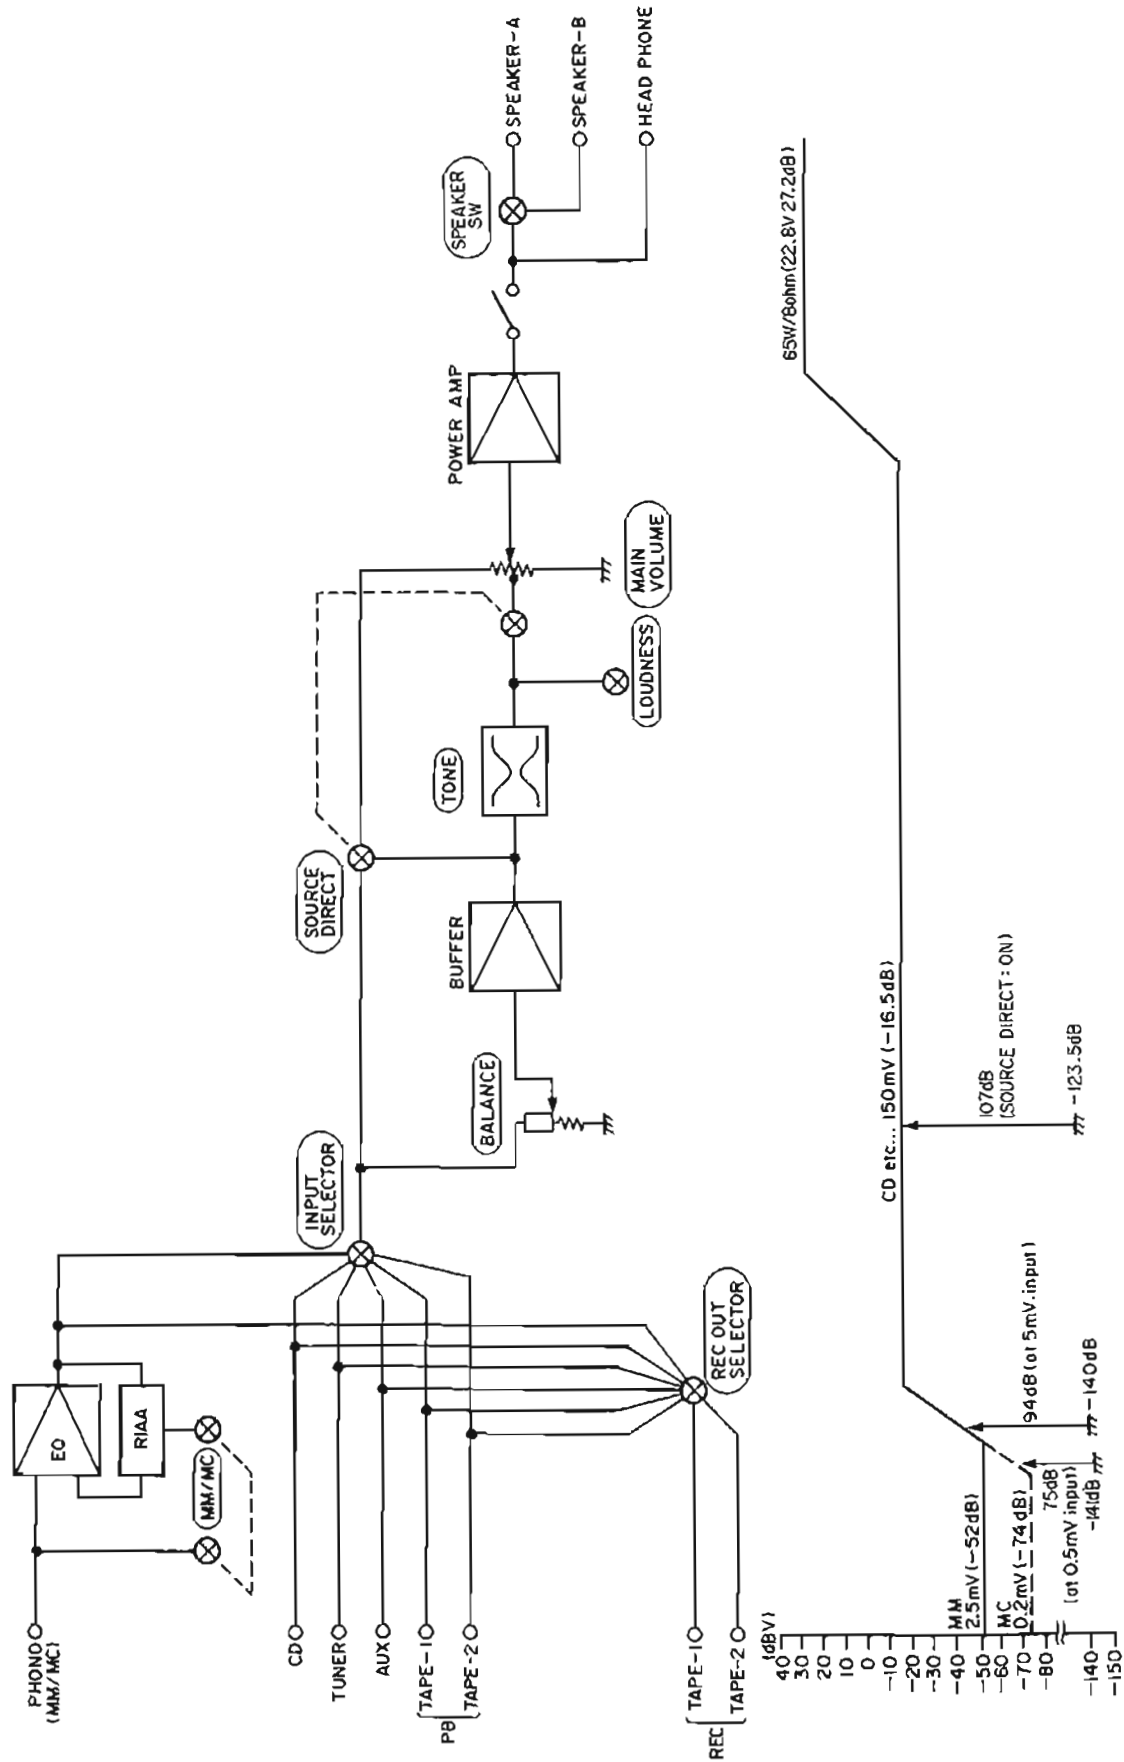 PHONO
(MM/MC)
EQ
RIAA
MM/MC
CD
TUNER
AUX
TAPE-1
TAPE-2
PB
INPUT
SELECTOR
REC OUT
SELECTOR
TAPE-1
TAPE-2
REC
BALANCE
BUFFER
SOURCE
DIRECT
TONE
LOUDNESS
MAIN
VOLUME
POWER AMP
SPEAKER
SW
SPEAKER-A
SPEAKER-B
HEAD PHONE
(dBV)
40
30
20
10
0
-10
-20
-30
-40
-50
-60
-70
-80
-140
-150
MM
2.5mV(-52dB)
MC
0.2mV(-74dB)
75dB
(at 0.5mV input)
-141dB
94dB(at 5mV.input)
-140dB
CD etc... 150mV(-16.5dB)
107dB
(SOURCE DIRECT:ON)
-123.5dB
65W/8ohm(22.8V 27.2dB)